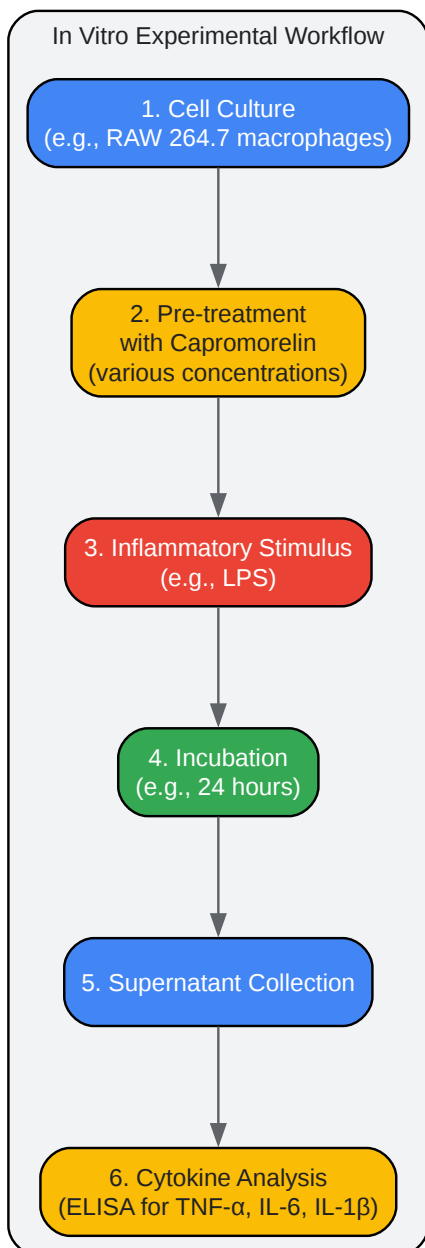 In Vitro Experimental Workflow
1. Cell Culture
(e.g., RAW 264.7 macrophages)
2. Pre-treatment
with Capromorelin
(various concentrations)
3. Inflammatory Stimulus
(e.g., LPS)
4. Incubation
(e.g., 24 hours)
5. Supernatant Collection
6. Cytokine Analysis
(ELISA for TNF-α, IL-6, IL-1β)